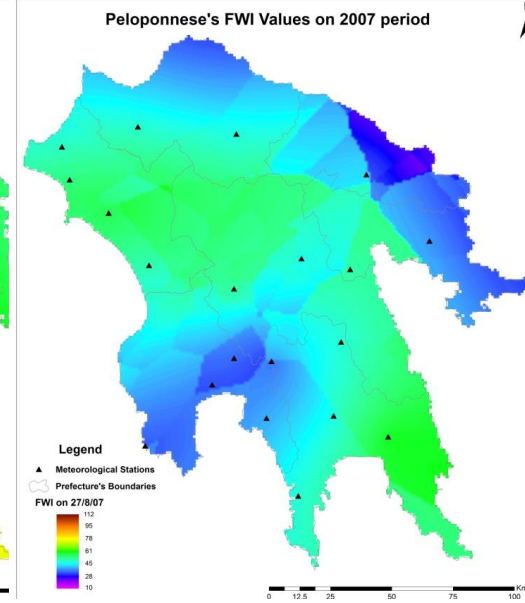 Peloponnese's FWI Values on 2007 period
Legend
Meteorological Stations
Prefecture's Boundaries
FWI on 27/8/07
112
95
78
61
45
28
10
0 12.5 25 50 75 100